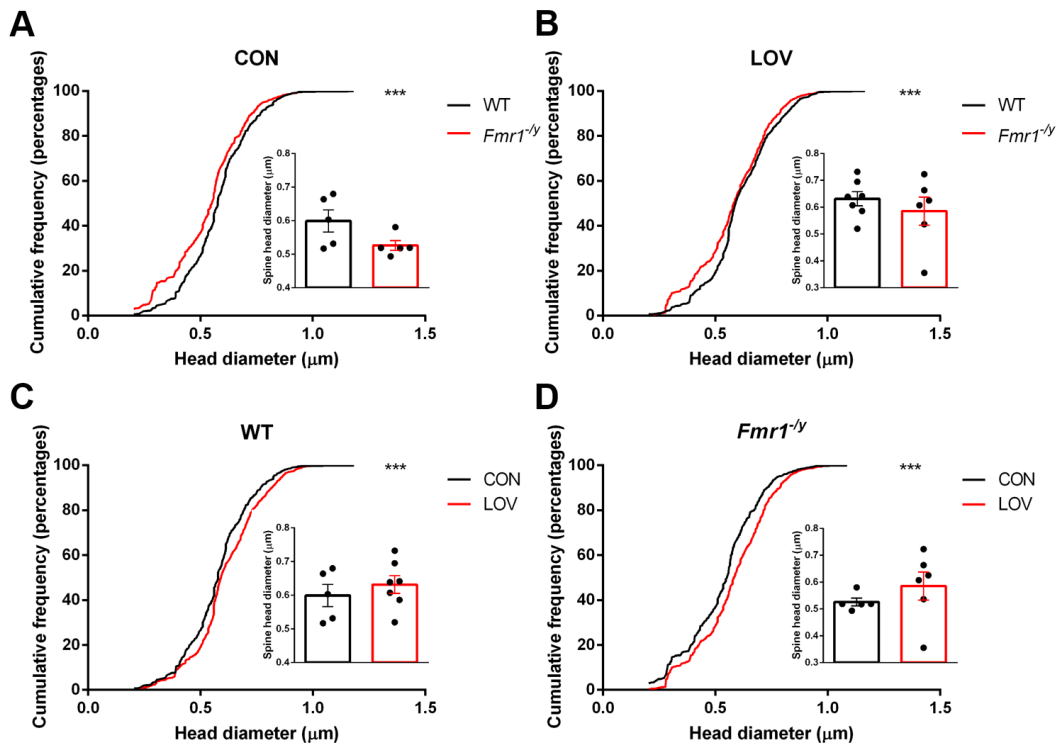 A
CON
Cumulative frequency (percentages)
100
80
60
40
20
0
0.0 0.5 1.0 1.5
Head diameter (μm)
***
WT
Fmr1-/y
Spine head diameter (μm)
0.8
0.7
0.6
0.5
0.4
B
LOV
Cumulative frequency (percentages)
100
80
60
40
20
0
0.0 0.5 1.0 1.5
Head diameter (μm)
***
WT
Fmr1-/y
Spine head diameter (μm)
0.8
0.7
0.6
0.5
0.4
0.3
C
WT
Cumulative frequency (percentages)
100
80
60
40
20
0
0.0 0.5 1.0 1.5
Head diameter (μm)
***
CON
LOV
Spine head diameter (μm)
0.8
0.7
0.6
0.5
0.4
D
Fmr1-/y
Cumulative frequency (percentages)
100
80
60
40
20
0
0.0 0.5 1.0 1.5
Head diameter (μm)
***
CON
LOV
Spine head diameter (μm)
0.8
0.7
0.6
0.5
0.4
0.3